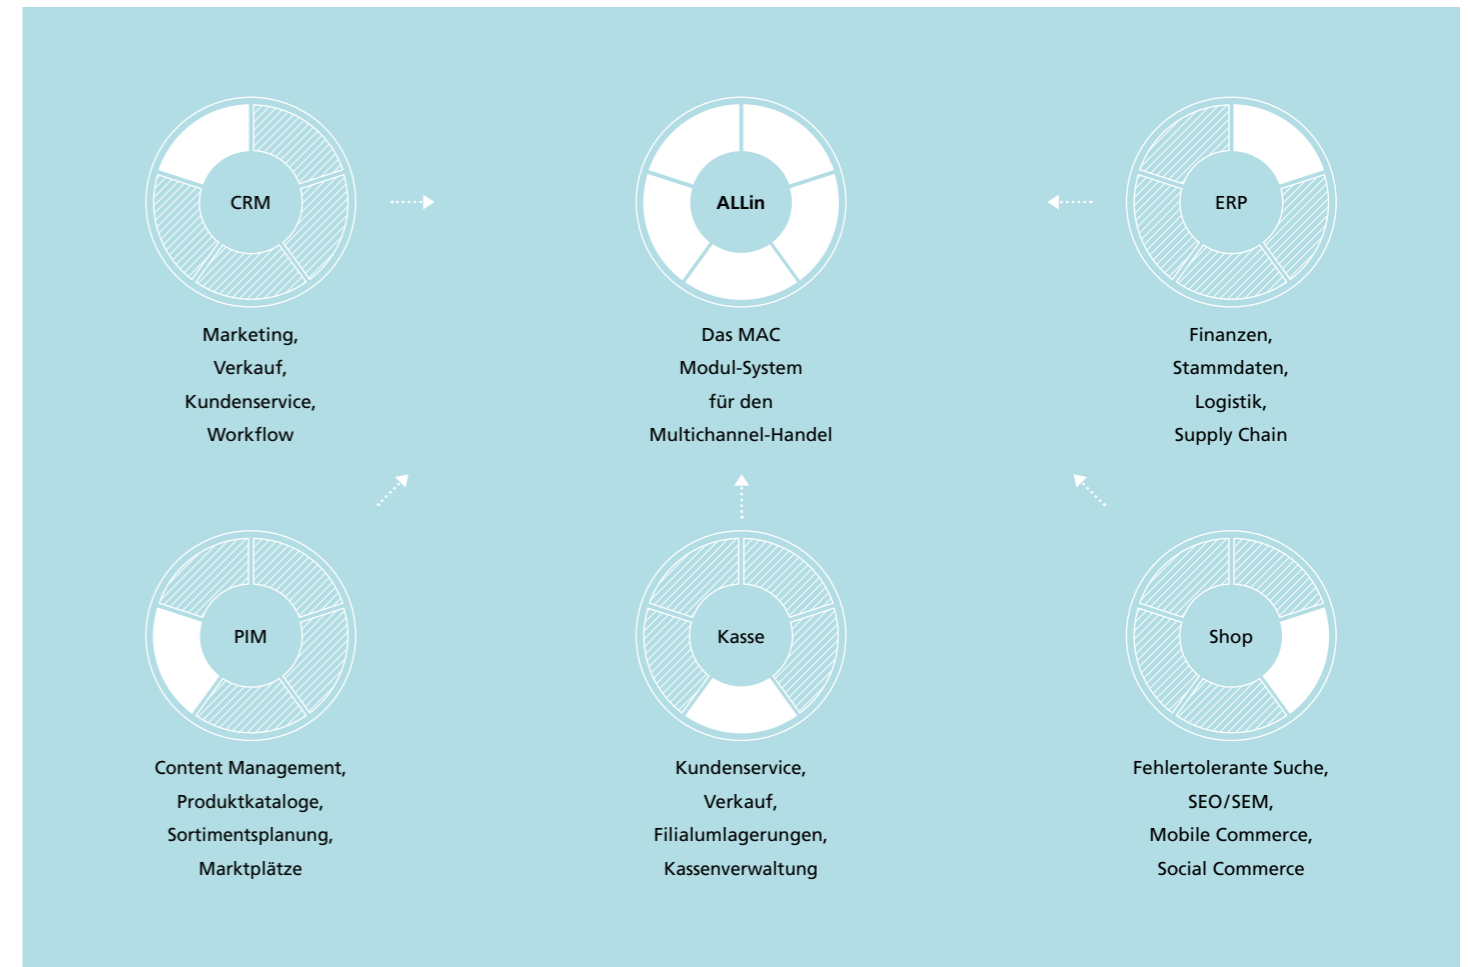 CRM
Marketing,
Verkauf,
Kundenservice,
Workflow
ALLin
Das MAC
Modul-System
für den
Multichannel-Handel
ERP
Finanzen,
Stammdaten,
Logistik,
Supply Chain
PIM
Content Management,
Produktkataloge,
Sortimentsplanung,
Marktplätze
Kasse
Kundenservice,
Verkauf,
Filialumlagerungen,
Kassenverwaltung
Shop
Fehlertolerante Suche,
SEO/SEM,
Mobile Commerce,
Social Commerce